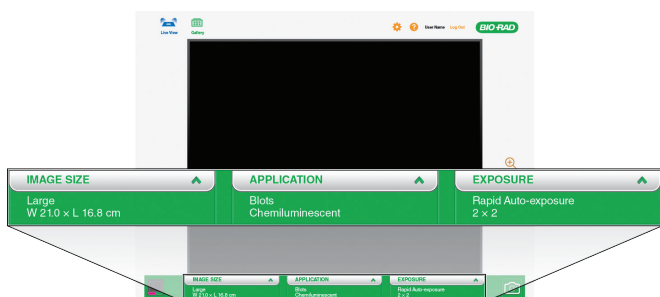 Live View
Gallery
User Name
Log Out
BIO-RAD
IMAGE SIZE
Large
W 21.0 × L 16.8 cm
APPLICATION
Blots
Chemiluminescent
EXPOSURE
Rapid Auto-exposure
2 × 2
IMAGE SIZE
Large
W 21.0 × L 16.8 cm
APPLICATION
Blots
Chemiluminescent
EXPOSURE
Rapid Auto-exposure
2 × 2